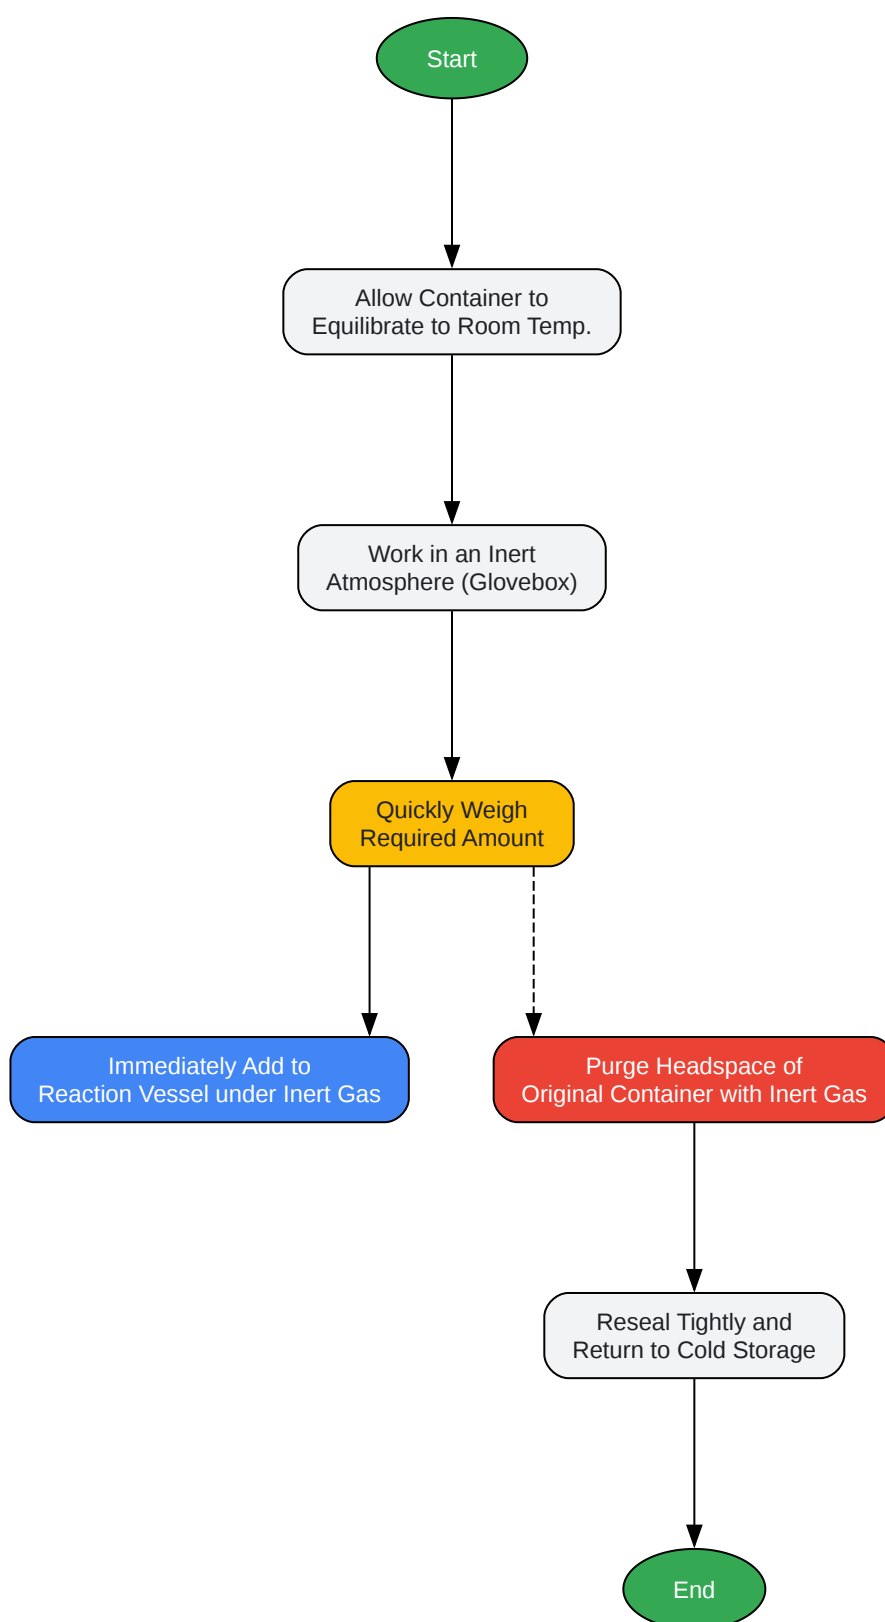 Start
Allow Container to
Equilibrate to Room Temp.
Work in an Inert
Atmosphere (Glovebox)
Quickly Weigh
Required Amount
Immediately Add to
Reaction Vessel under Inert Gas
Purge Headspace of
Original Container with Inert Gas
Reseal Tightly and
Return to Cold Storage
End